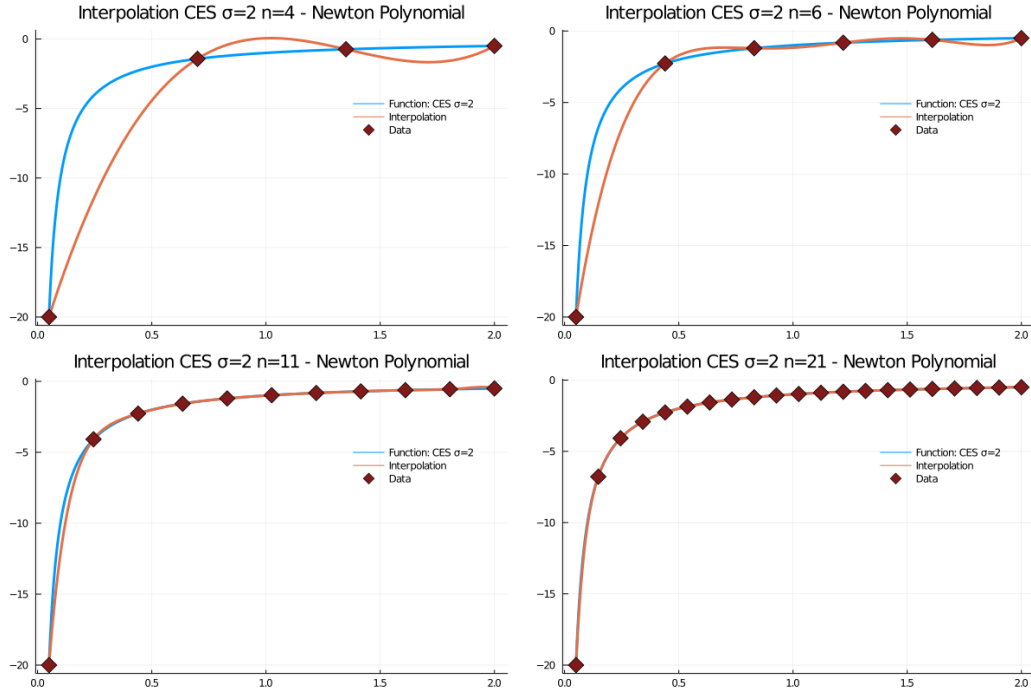 Interpolation CES σ=2 n=4 - Newton Polynomial
0
−5
−10
−15
−20
0.0
0.5
1.0
1.5
2.0
Function: CES σ=2
Interpolation
Data
Interpolation CES σ=2 n=6 - Newton Polynomial
0
−5
−10
−15
−20
0.0
0.5
1.0
1.5
2.0
Function: CES σ=2
Interpolation
Data
Interpolation CES σ=2 n=11 - Newton Polynomial
0
−5
−10
−15
−20
0.0
0.5
1.0
1.5
2.0
Function: CES σ=2
Interpolation
Data
Interpolation CES σ=2 n=21 - Newton Polynomial
0
−5
−10
−15
−20
0.0
0.5
1.0
1.5
2.0
Function: CES σ=2
Interpolation
Data